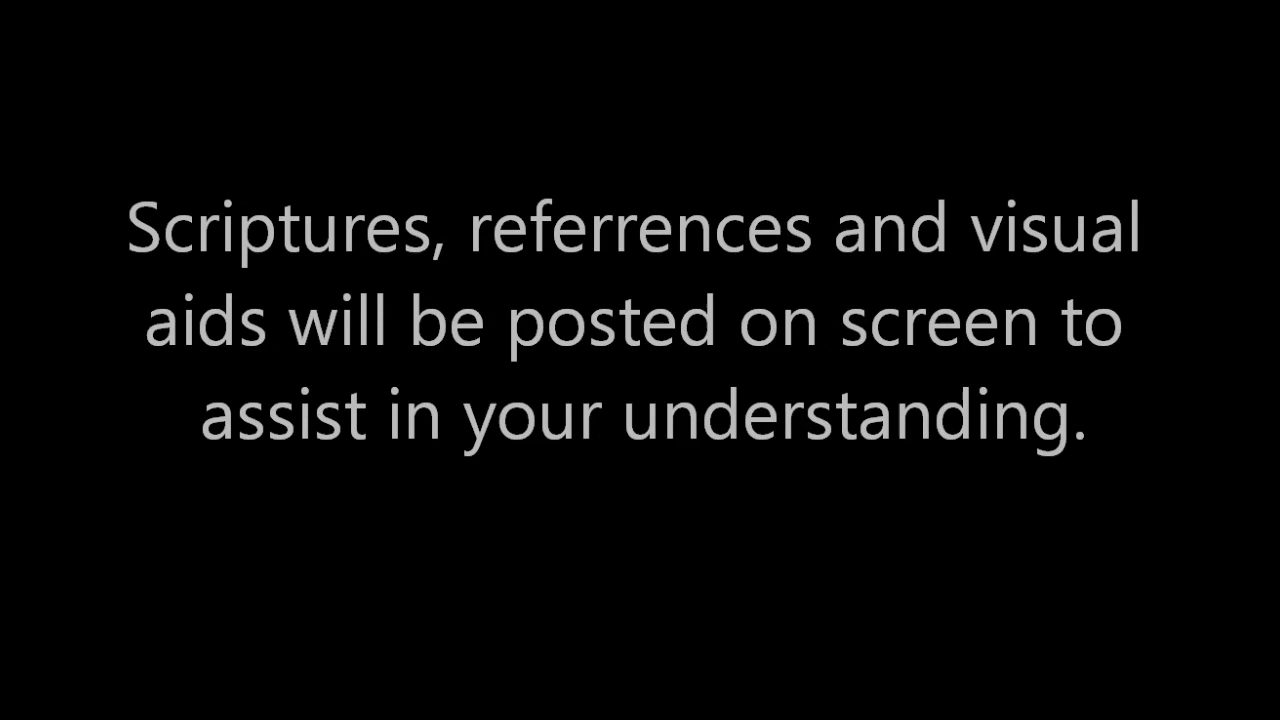 Scriptures, referrences and visual
aids will be posted on screen to
assist in your understanding.